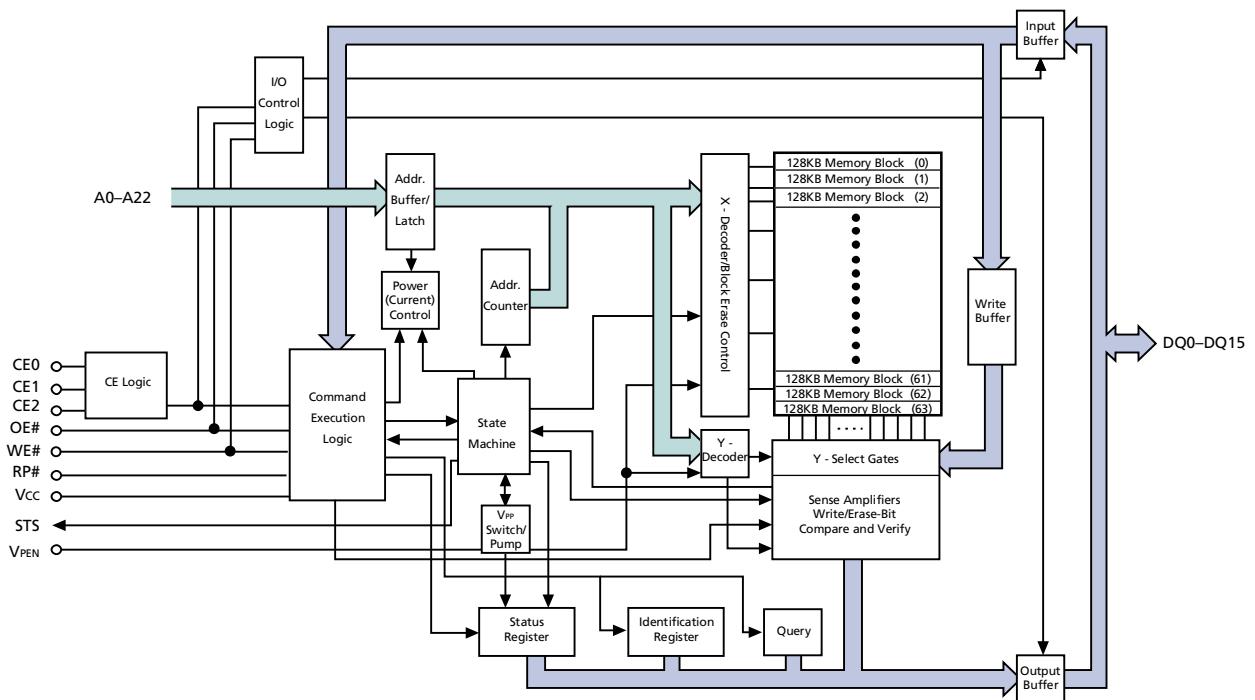 Input
Buffer
I/O
Control
Logic
A0–A22
Addr.
Buffer/
Latch
Power
(Current)
Control
Addr.
Counter
X - Decoder/Block Erase Control
128KB Memory Block (0)
128KB Memory Block (1)
128KB Memory Block (2)
128KB Memory Block (61)
128KB Memory Block (62)
128KB Memory Block (63)
Write
Buffer
DQ0–DQ15
CE0
CE1
CE2
OE#
WE#
RP#
VCC
STS
VPEN
CE Logic
Command
Execution
Logic
State
Machine
VPP
Switch/
Pump
Y -
Decoder
Y - Select Gates
Sense Amplifiers
Write/Erase-Bit
Compare and Verify
Status
Register
Identification
Register
Query
Output
Buffer